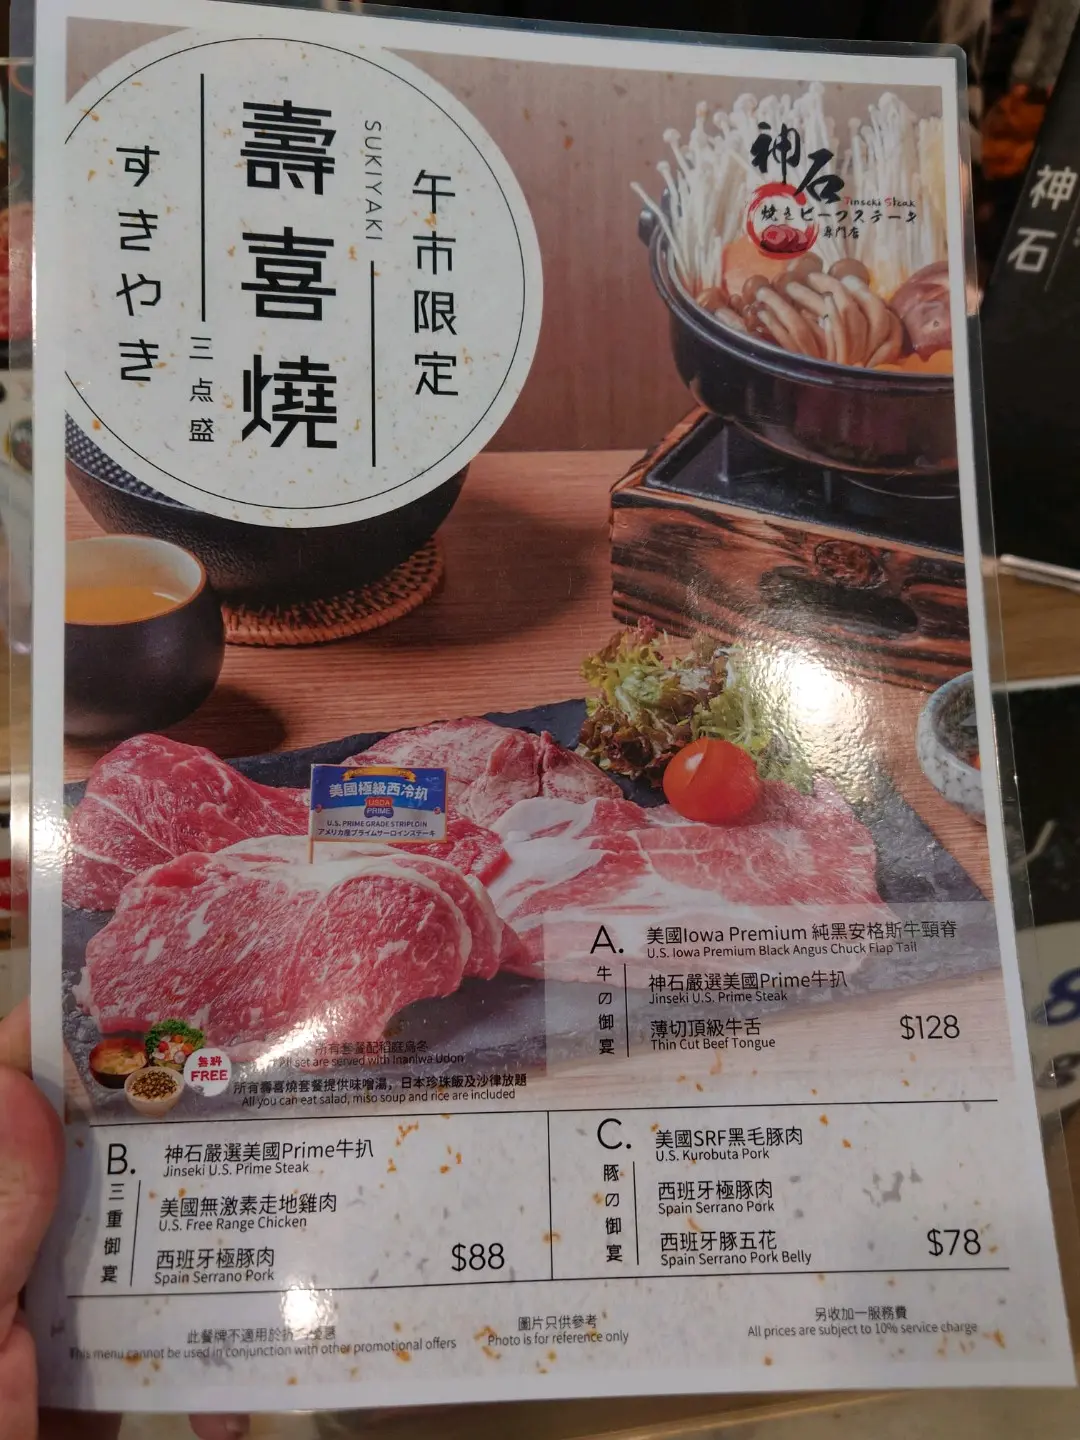 午市限定
SUKIYAKI
壽喜燒
三点盛
すきやき
神石
Jinseki Steak
焼きビーフステーキ
専門店
神石
美國極級西冷扒
USDA
PRIME
U.S. PRIME GRADE STRIPLOIN
アメリカ産プライムサーロインステーキ
A.
牛の御宴
美國Iowa Premium 純黑安格斯牛頸脊
U.S. Iowa Premium Black Angus Chuck Flap Tail
神石嚴選美國Prime牛扒
Jinseki U.S. Prime Steak
薄切頂級牛舌
Thin Cut Beef Tongue
$128
無料
FREE
所有套餐配稻庭烏冬
All set are served with Inaniwa Udon
所有壽喜燒套餐提供味噌湯，日本珍珠飯及沙律放題
All you can eat salad, miso soup and rice are included
B.
三重御宴
神石嚴選美國Prime牛扒
Jinseki U.S. Prime Steak
美國無激素走地雞肉
U.S. Free Range Chicken
西班牙極豚肉
Spain Serrano Pork
$88
C.
豚の御宴
美國SRF黑毛豚肉
U.S. Kurobuta Pork
西班牙極豚肉
Spain Serrano Pork
西班牙豚五花
Spain Serrano Pork Belly
$78
此餐牌不適用於折
This menu cannot be used in conjunction with other promotional offers
圖片只供參考
Photo is for reference only
另收加一服務費
All prices are subject to 10% service charge